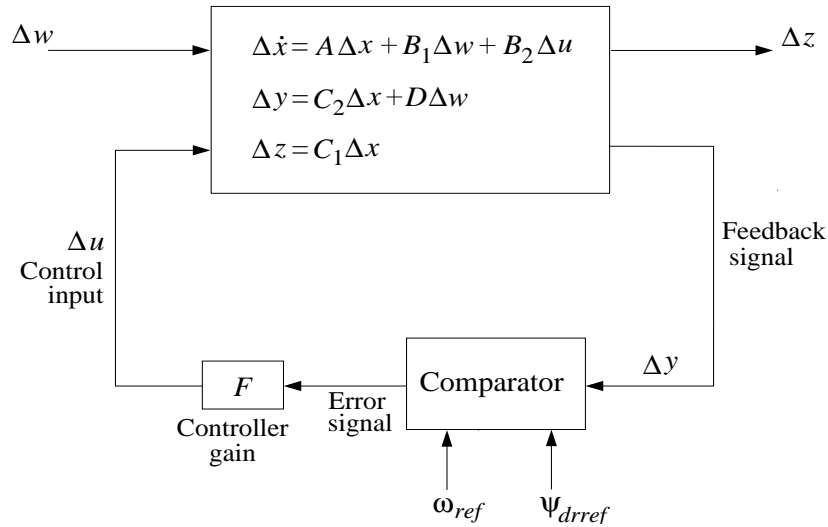 Δw
Δẋ = AΔx + B₁Δw + B₂Δu
Δz
Δy = C₂Δx + DΔw
Δz = C₁Δx
Δu
Control
input
Feedback
signal
F
Controller
gain
Error
signal
Comparator
Δy
ω_ref
ψ_drref